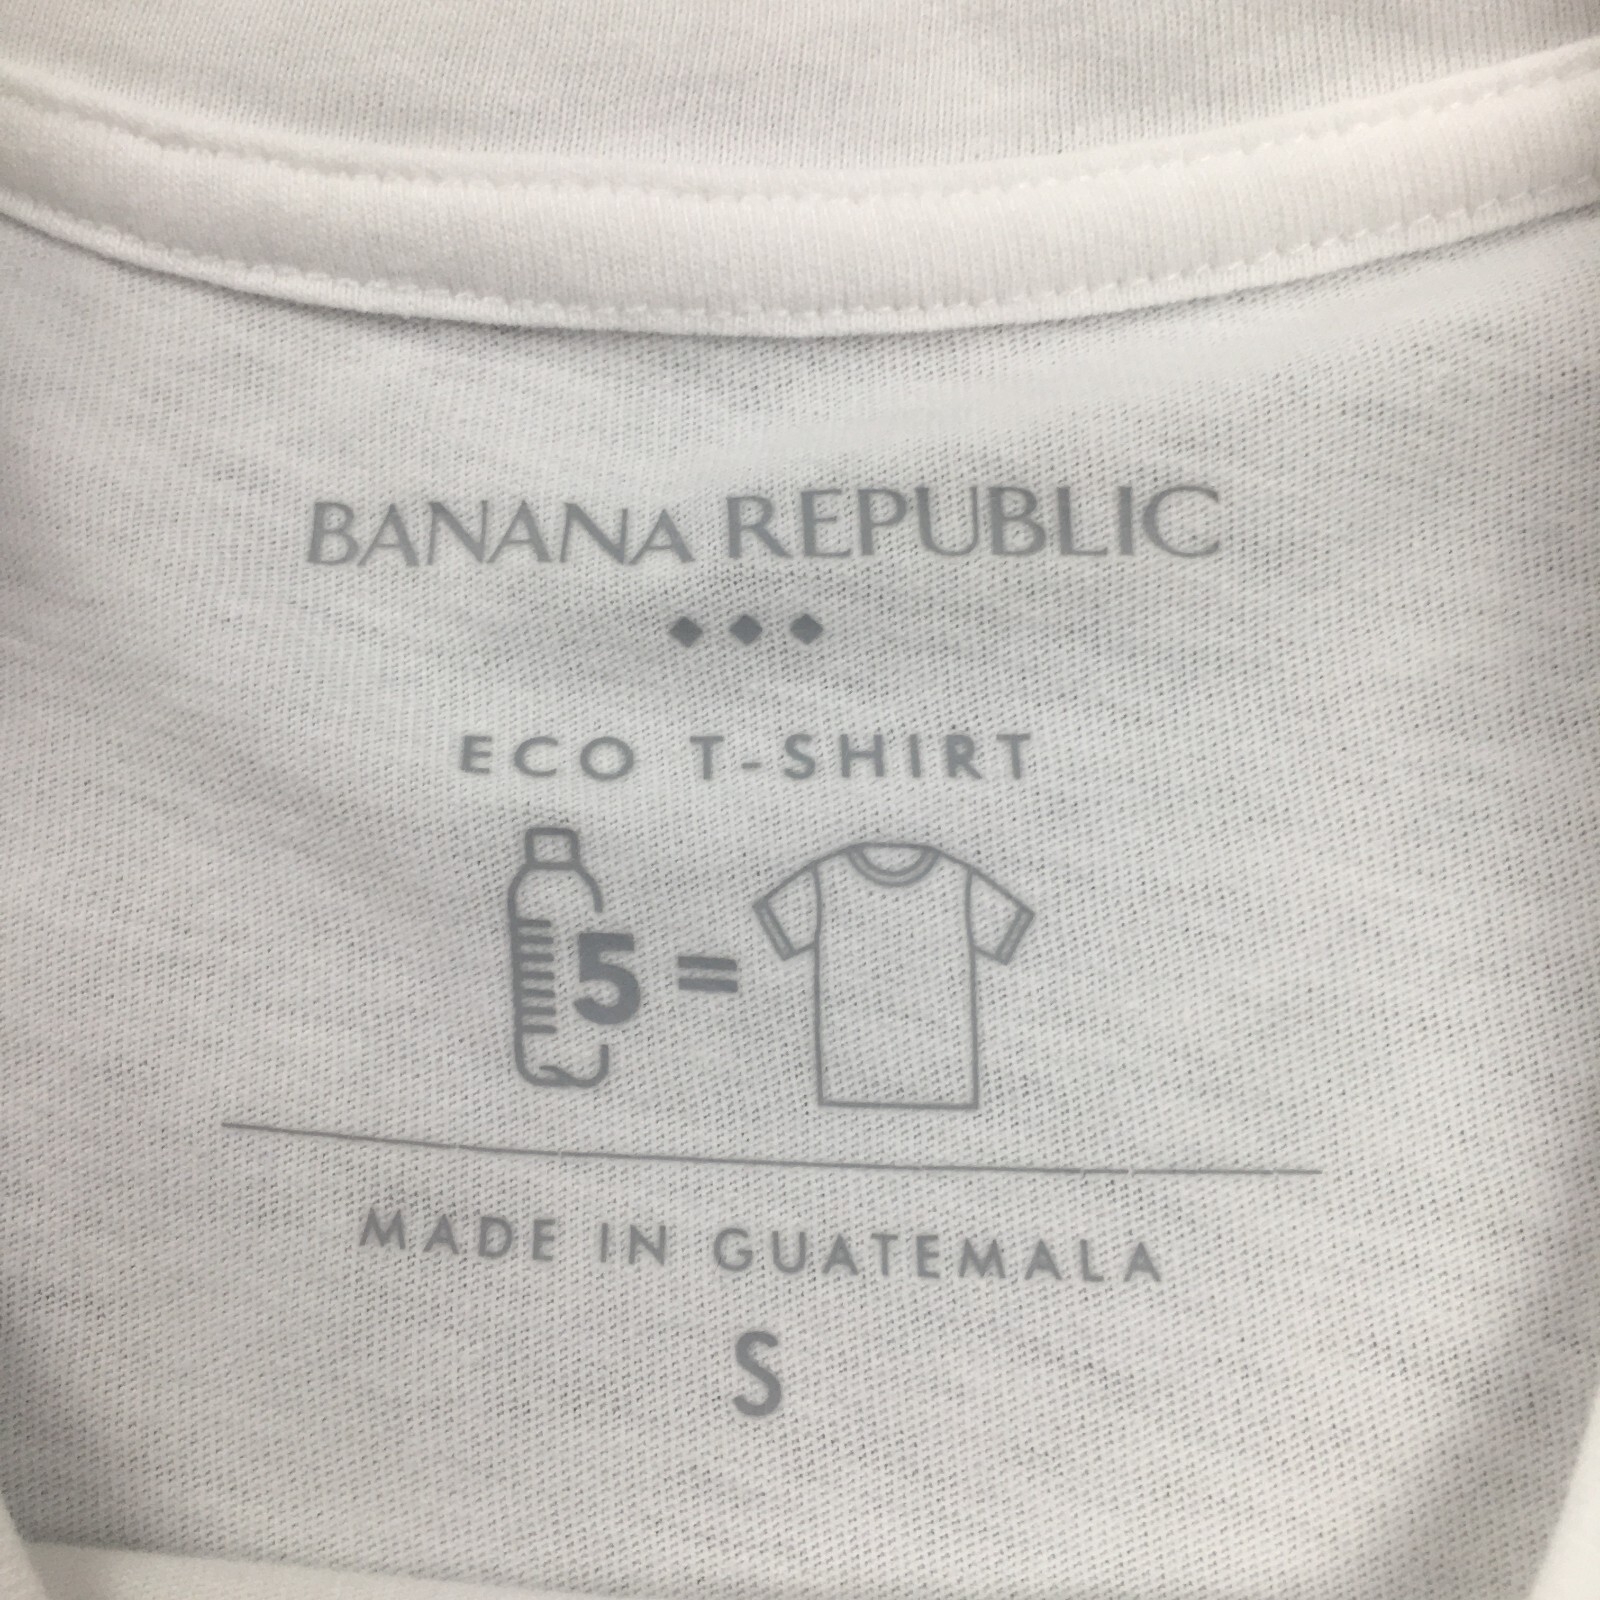 BANANA REPUBLIC
ECO T-SHIRT
5 =
MADE IN GUATEMALA
S